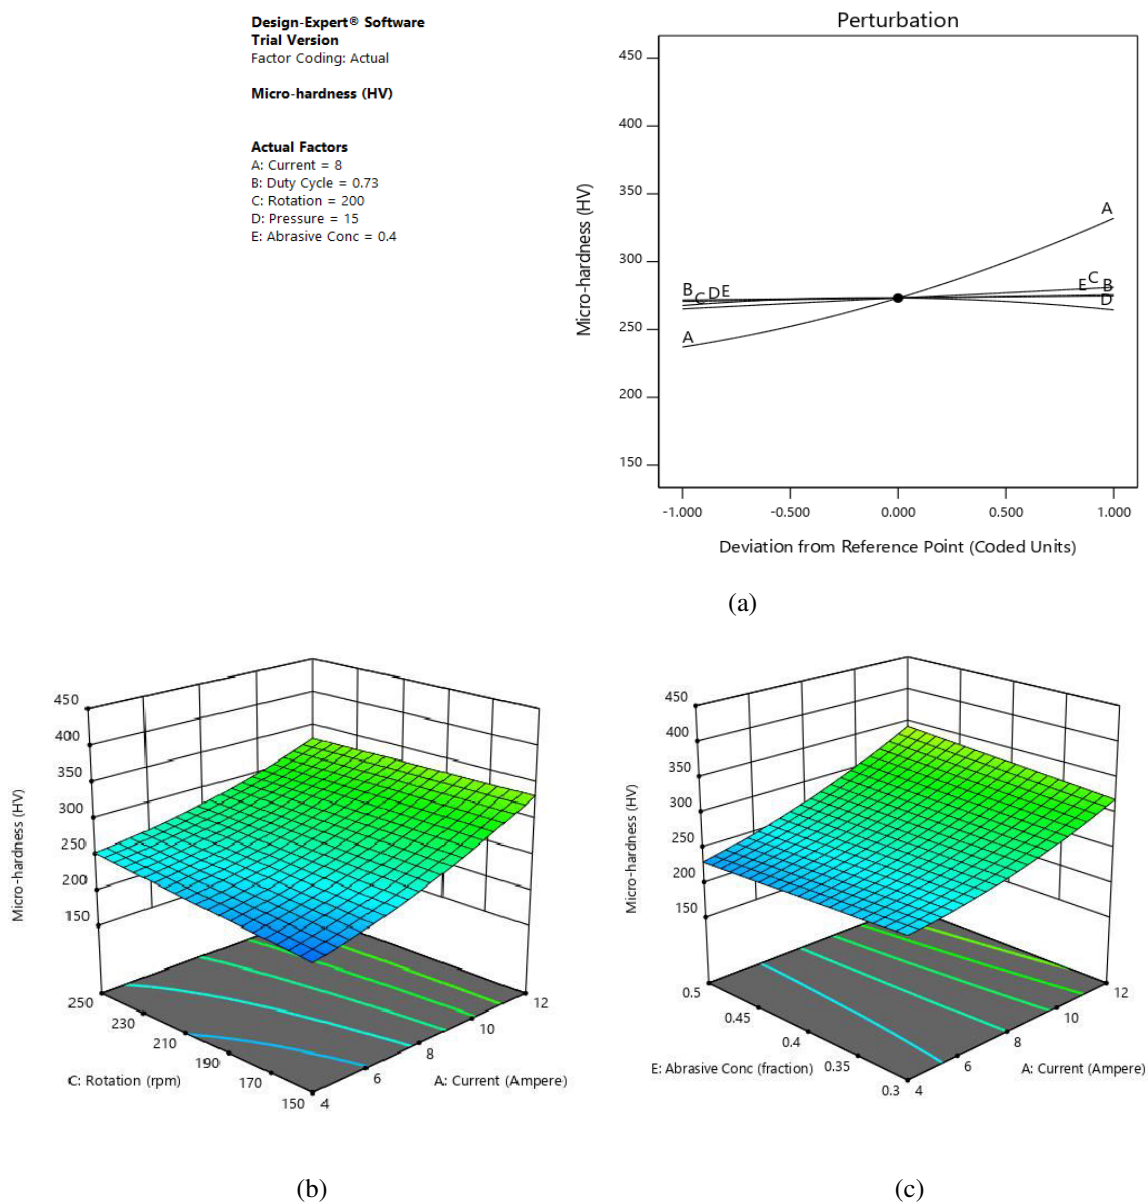 Design-Expert® Software
Trial Version
Factor Coding: Actual
Micro-hardness (HV)
Actual Factors
A: Current = 8
B: Duty Cycle = 0.73
C: Rotation = 200
D: Pressure = 15
E: Abrasive Conc = 0.4
Perturbation
Micro-hardness (HV)
450
400
350
300
250
200
150
A
B
C
D
E
A
E
C
B
D
-1.000
-0.500
0.000
0.500
1.000
Deviation from Reference Point (Coded Units)
(a)
Micro-hardness (HV)
450
400
350
300
250
200
150
250
230
210
190
170
150
4
6
8
10
12
C: Rotation (rpm)
A: Current (Ampere)
(b)
Micro-hardness (HV)
450
400
350
300
250
200
150
0.5
0.45
0.4
0.35
0.3
4
6
8
10
12
E: Abrasive Conc (fraction)
A: Current (Ampere)
(c)